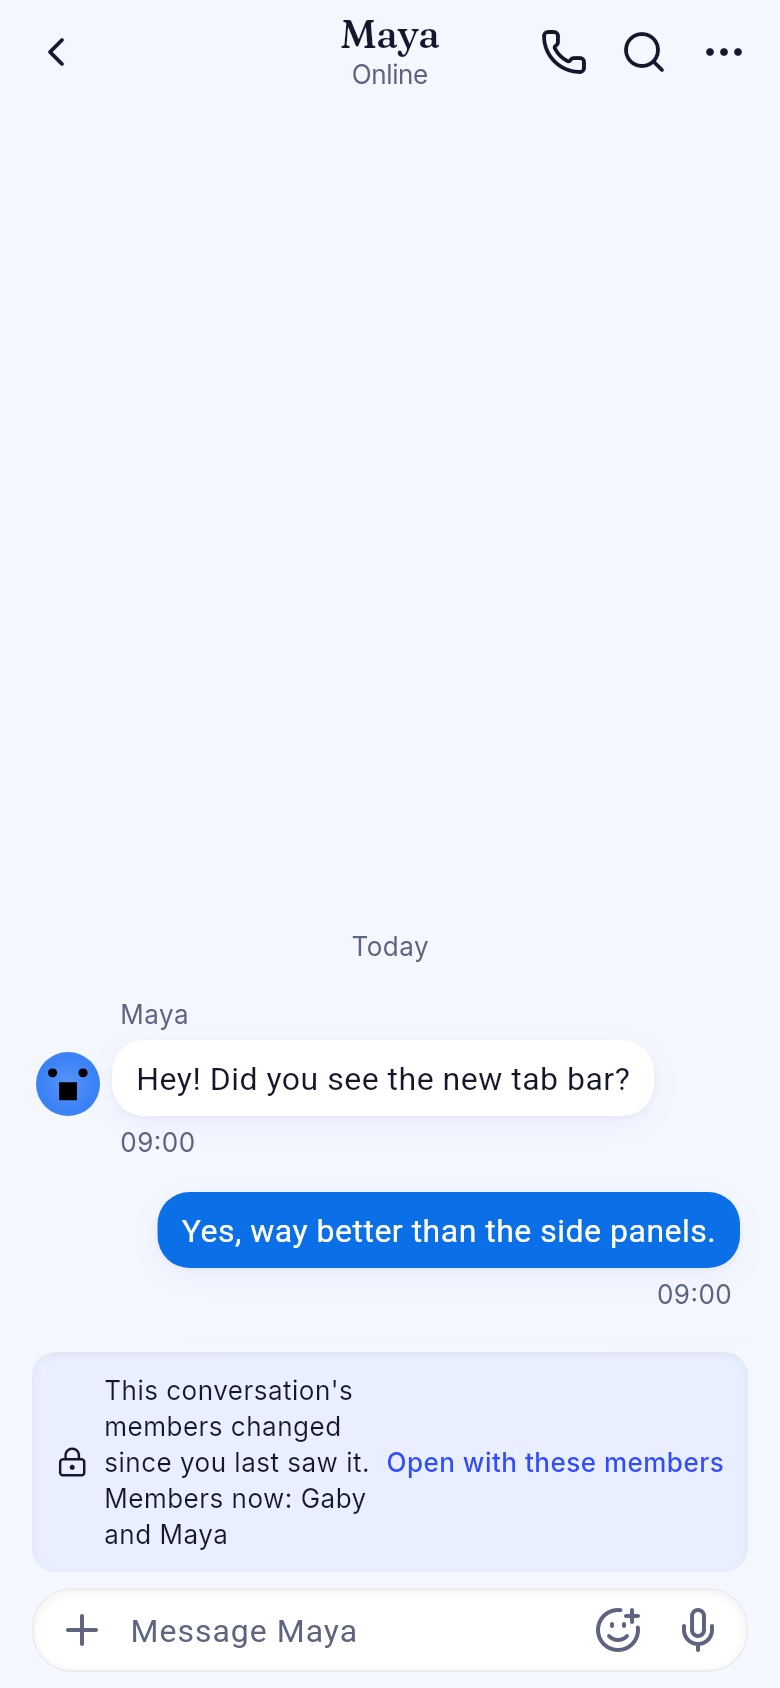 Maya
Online
Today
Maya
Hey! Did you see the new tab bar?
09:00
Yes, way better than the side panels.
09:00
This conversation's
members changed
since you last saw it.
Members now: Gaby
and Maya
Open with these members
Message Maya